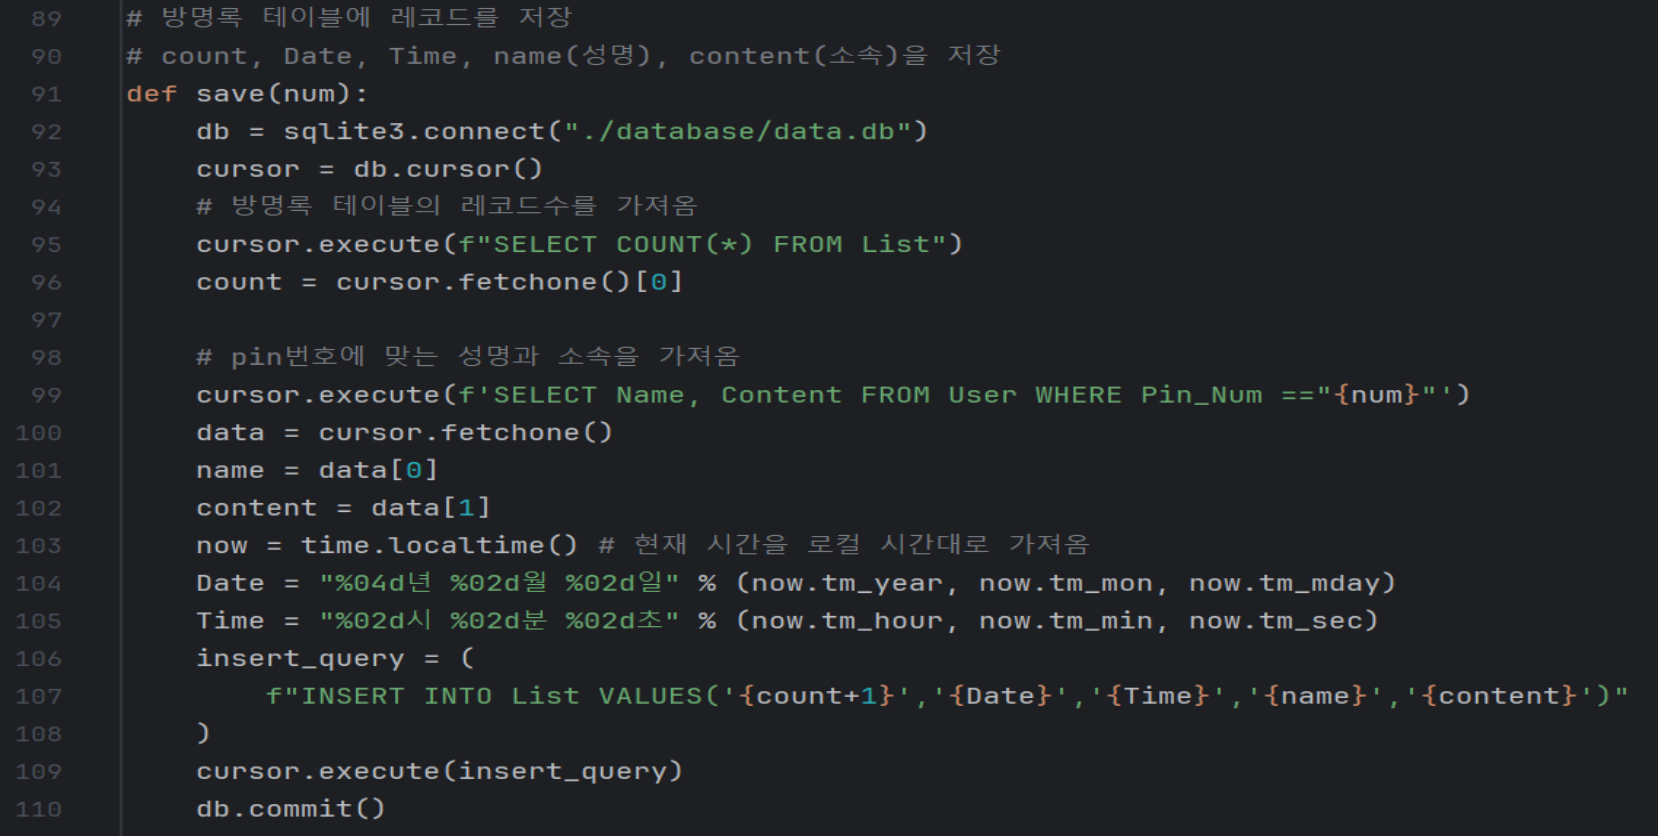 89 # 방명록 테이블에 레코드를 저장
90 # count, Date, Time, name(성명), content(소속)을 저장
91 def save(num):
92 db = sqlite3.connect("./database/data.db")
93 cursor = db.cursor()
94 # 방명록 테이블의 레코드수를 가져옴
95 cursor.execute(f"SELECT COUNT(*) FROM List")
96 count = cursor.fetchone()[0]
97
98 # pin번호에 맞는 성명과 소속을 가져옴
99 cursor.execute(f'SELECT Name, Content FROM User WHERE Pin_Num =="{num}"')
100 data = cursor.fetchone()
101 name = data[0]
102 content = data[1]
103 now = time.localtime() # 현재 시간을 로컬 시간대로 가져옴
104 Date = "%04d년 %02d월 %02d일" % (now.tm_year, now.tm_mon, now.tm_mday)
105 Time = "%02d시 %02d분 %02d초" % (now.tm_hour, now.tm_min, now.tm_sec)
106 insert_query = (
107 f"INSERT INTO List VALUES('{count+1}','{Date}','{Time}','{name}','{content}')"
108 )
109 cursor.execute(insert_query)
110 db.commit()